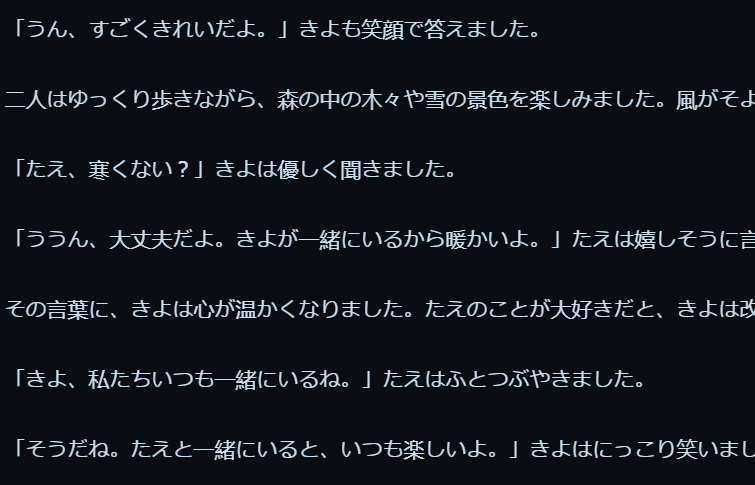 「うん、すごくきれいだよ。」きよも笑顔で答えました。
二人はゆっくり歩きながら、森の中の木々や雪の景色を楽しみました。風がそよ
「たえ、寒くない？」きよは優しく聞きました。
「ううん、大丈夫だよ。きよが一緒にいるから暖かいよ。」たえは嬉しそうに言
その言葉に、きよは心が温かくなりました。たえのことが大好きだと、きよは改
「きよ、私たちいつも一緒にいるね。」たえはふとつぶやきました。
「そうだね。たえと一緒にいると、いつも楽しいよ。」きよはにっこり笑いまし